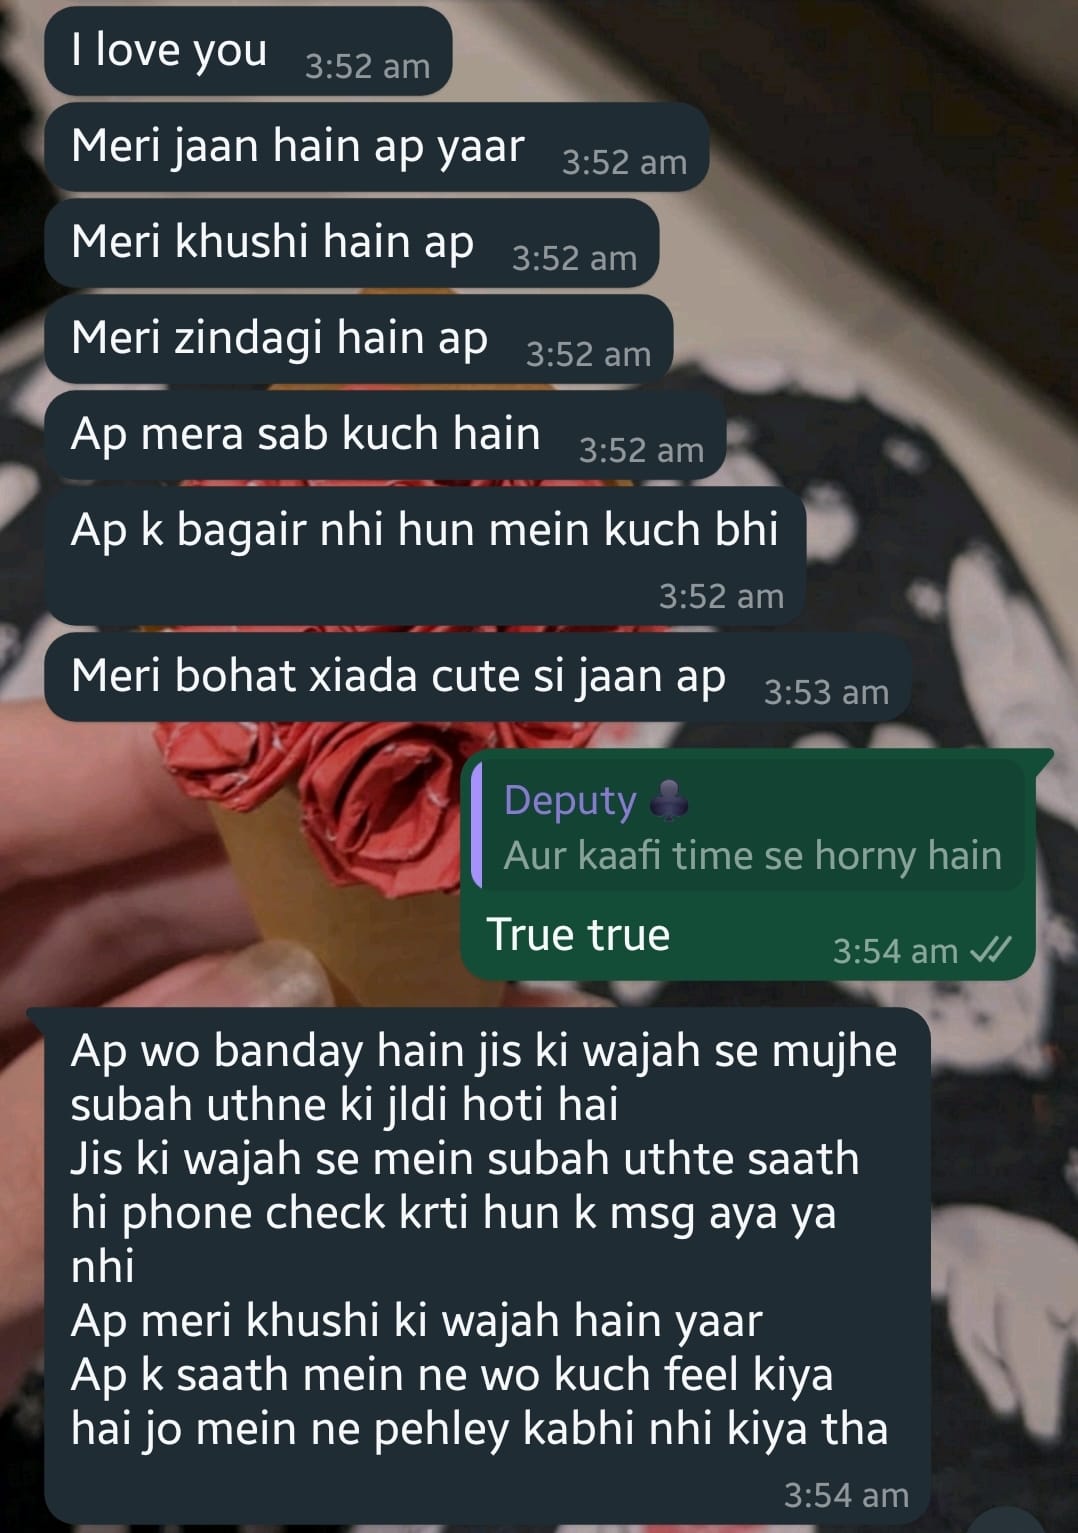 I love you 3:52 am
Meri jaan hain ap yaar 3:52 am
Meri khushi hain ap 3:52 am
Meri zindagi hain ap 3:52 am
Ap mera sab kuch hain 3:52 am
Ap k bagair nhi hun mein kuch bhi
3:52 am
Meri bohat xiada cute si jaan ap 3:53 am
Deputy ♣
Aur kaafi time se horny hain
True true 3:54 am
Ap wo banday hain jis ki wajah se mujhe
subah uthne ki jldi hoti hai
Jis ki wajah se mein subah uthte saath
hi phone check krti hun k msg aya ya
nhi
Ap meri khushi ki wajah hain yaar
Ap k saath mein ne wo kuch feel kiya
hai jo mein ne pehley kabhi nhi kiya tha
3:54 am